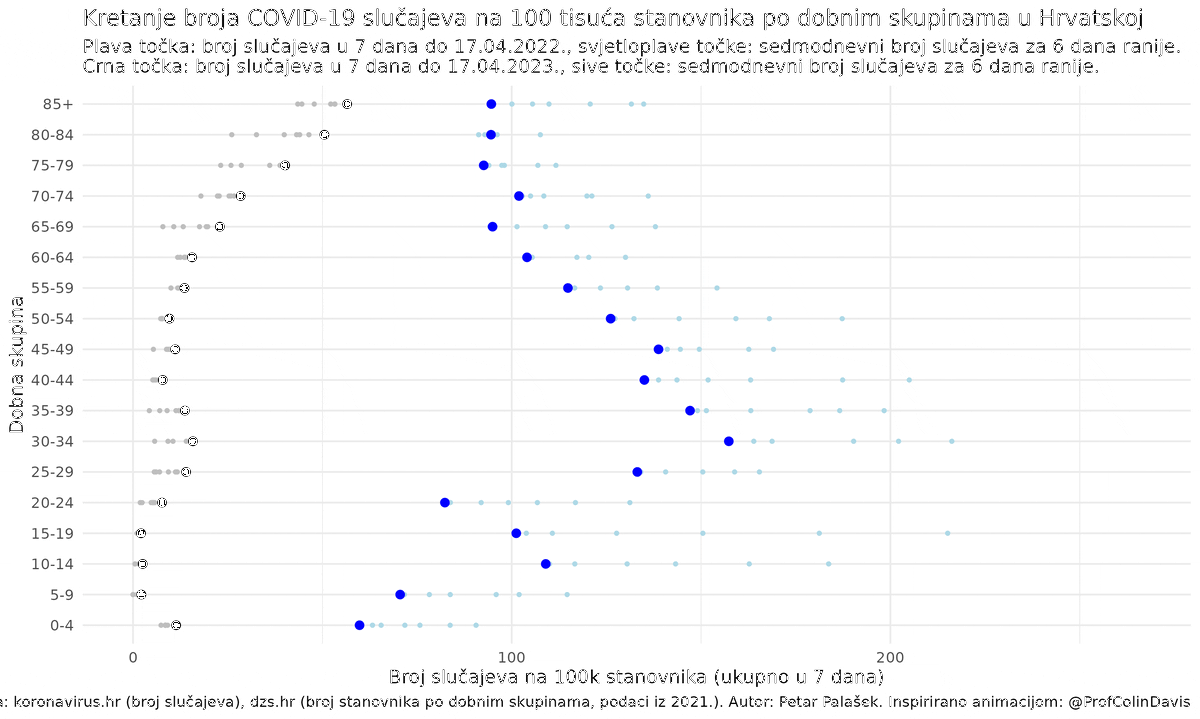 Kretanje broja COVID-19 slučajeva na 100 tisuća stanovnika po dobnim skupinama u Hrvatskoj
Plava točka: broj slučajeva u 7 dana do 17.04.2022., svjetloplave točke: sedmodnevni broj slučajeva za 6 dana ranije.
Crna točka: broj slučajeva u 7 dana do 17.04.2023., sive točke: sedmodnevni broj slučajeva za 6 dana ranije.
Dobna skupina
85+
80-84
75-79
70-74
65-69
60-64
55-59
50-54
45-49
40-44
35-39
30-34
25-29
20-24
15-19
10-14
5-9
0-4
0 100 200
Broj slučajeva na 100k stanovnika (ukupno u 7 dana)
koronavirus.hr (broj slučajeva), dzs.hr (broj stanovnika po dobnim skupinama, podaci iz 2021.). Autor: Petar Palašek. Inspirirano animacijom: @ProfColinDavis